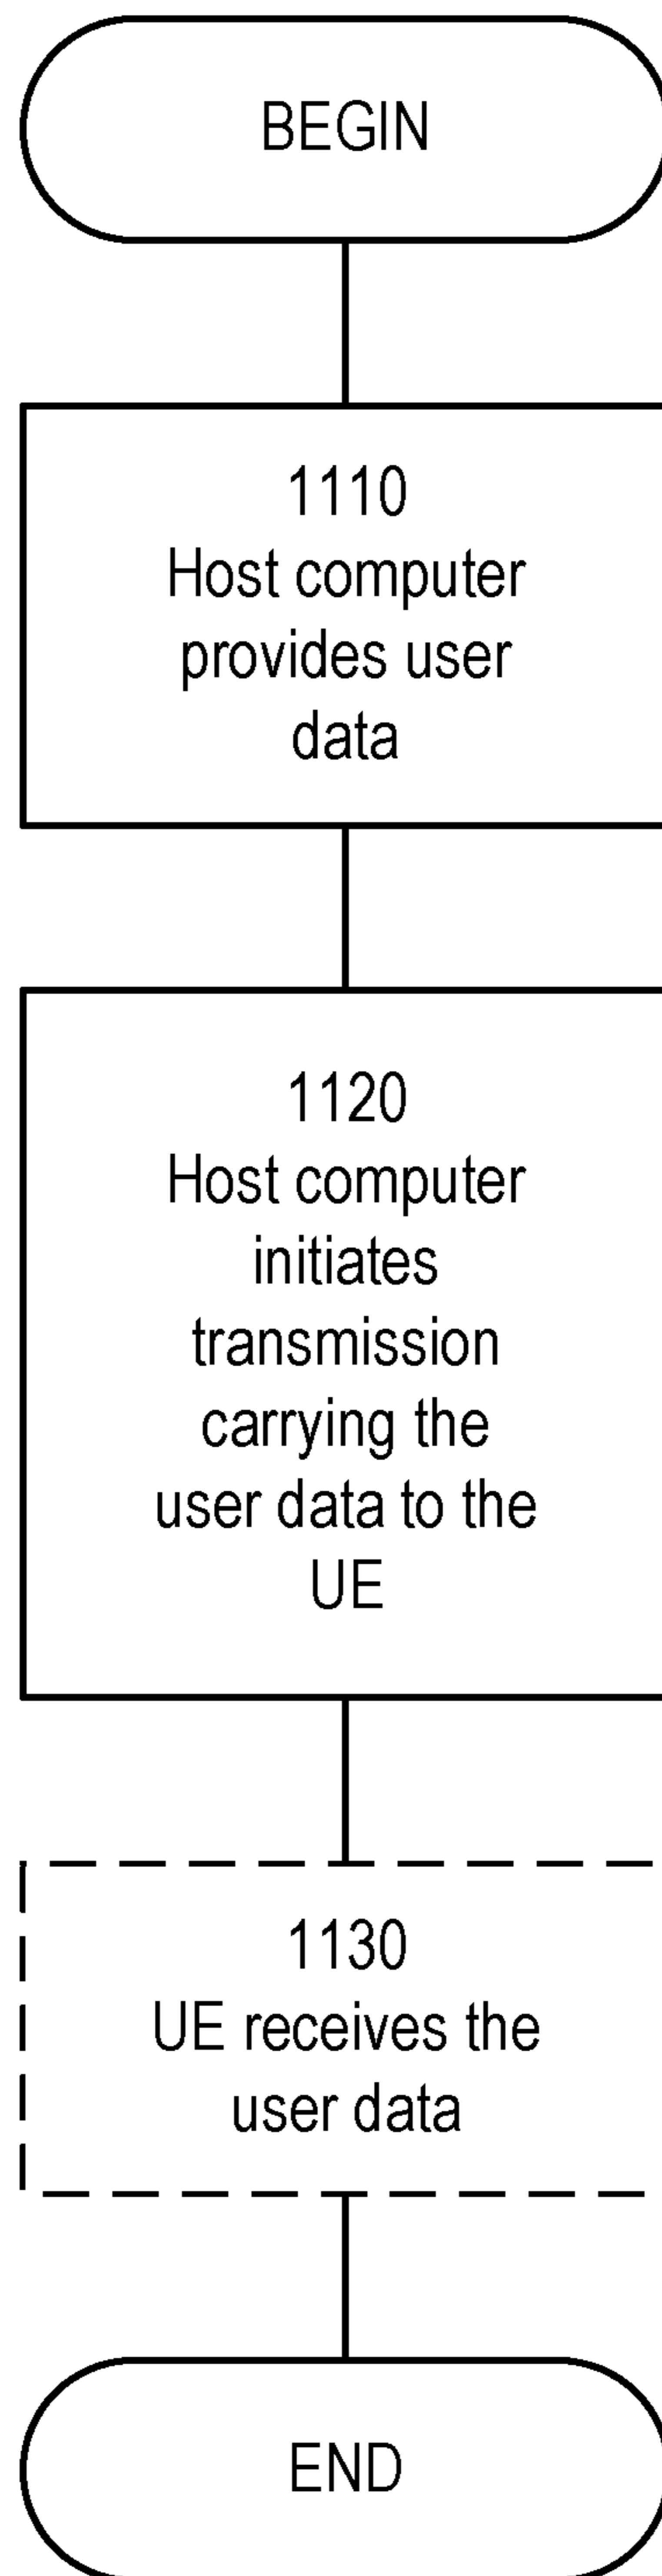 BEGIN
1110
Host computer
provides user
data
1120
Host computer
initiates
transmission
carrying the
user data to the
UE
1130
UE receives the
user data
END